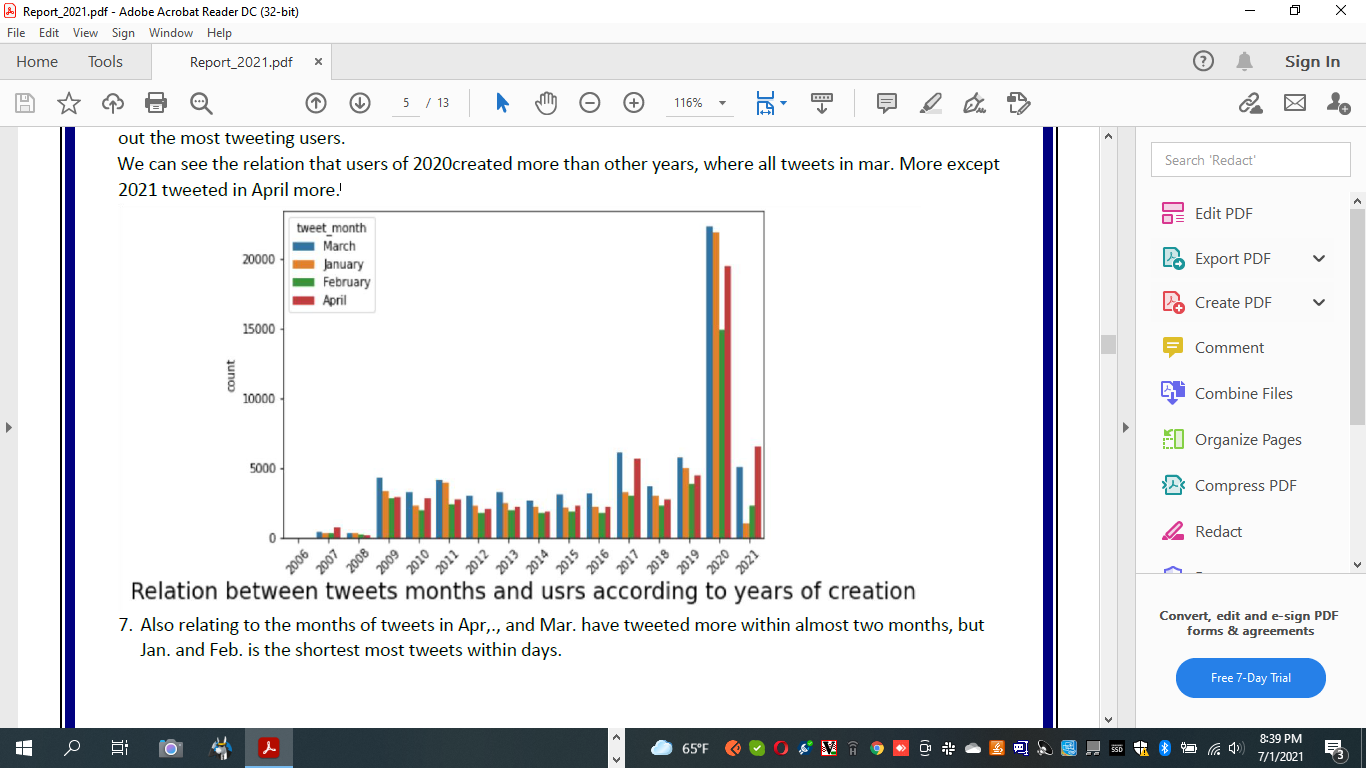 Report_2021.pdf - Adobe Acrobat Reader DC (32-bit)
File Edit View Sign Window Help
Home Tools Report_2021.pdf × Sign In
5 / 13 116%
out the most tweeting users.
We can see the relation that users of 2020created more than other years, where all tweets in mar. More except
2021 tweeted in April more.
tweet_month
March
January
February
April
20000
15000
10000
5000
0
count
2006 2007 2008 2009 2010 2011 2012 2013 2014 2015 2016 2017 2018 2019 2020 2021
Relation between tweets months and usrs according to years of creation
7. Also relating to the months of tweets in Apr,., and Mar. have tweeted more within almost two months, but
Jan. and Feb. is the shortest most tweets within days.
Search 'Redact'
Edit PDF
Export PDF
Create PDF
Comment
Combine Files
Organize Pages
Compress PDF
Redact
Convert, edit and e-sign PDF
forms & agreements
Free 7-Day Trial
65°F
SSD
8:39 PM
7/1/2021
3